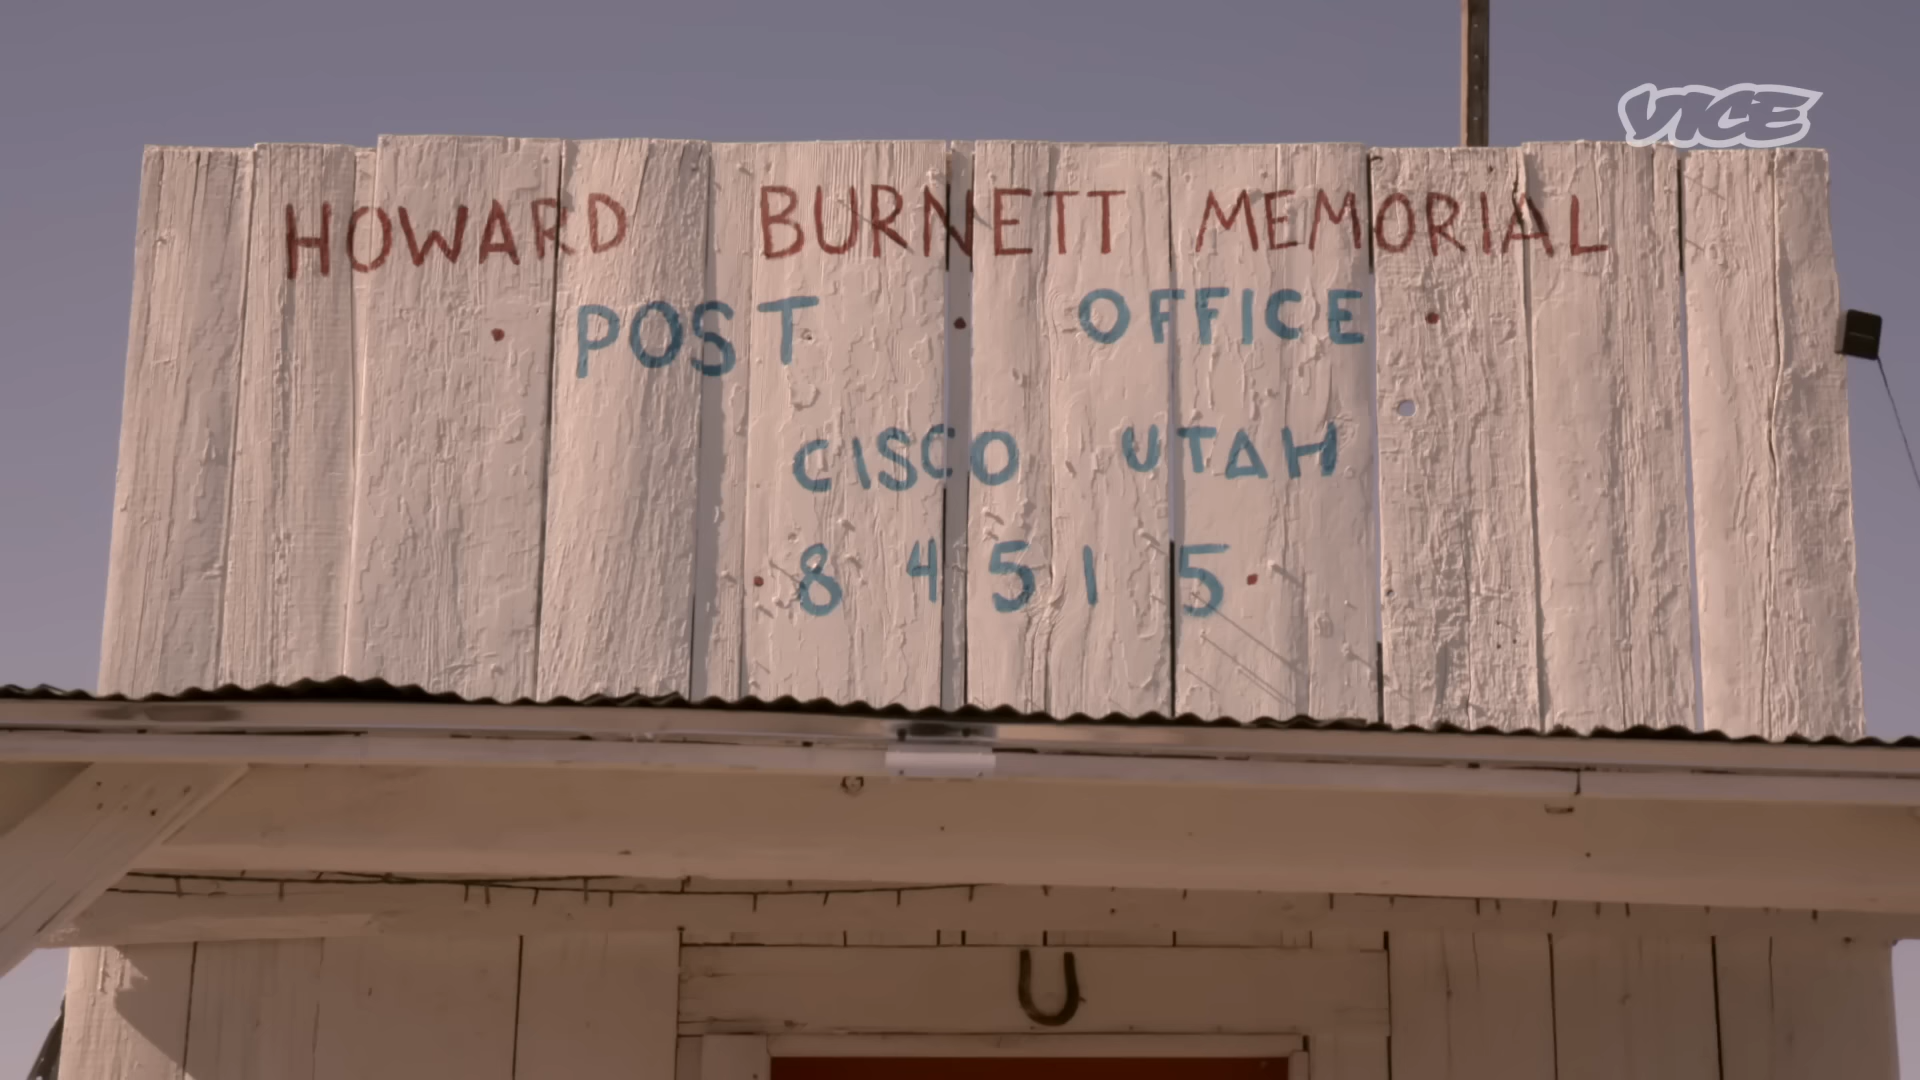 VICE
HOWARD BURNETT MEMORIAL
· POST · OFFICE ·
CISCO UTAH
· 84515 ·